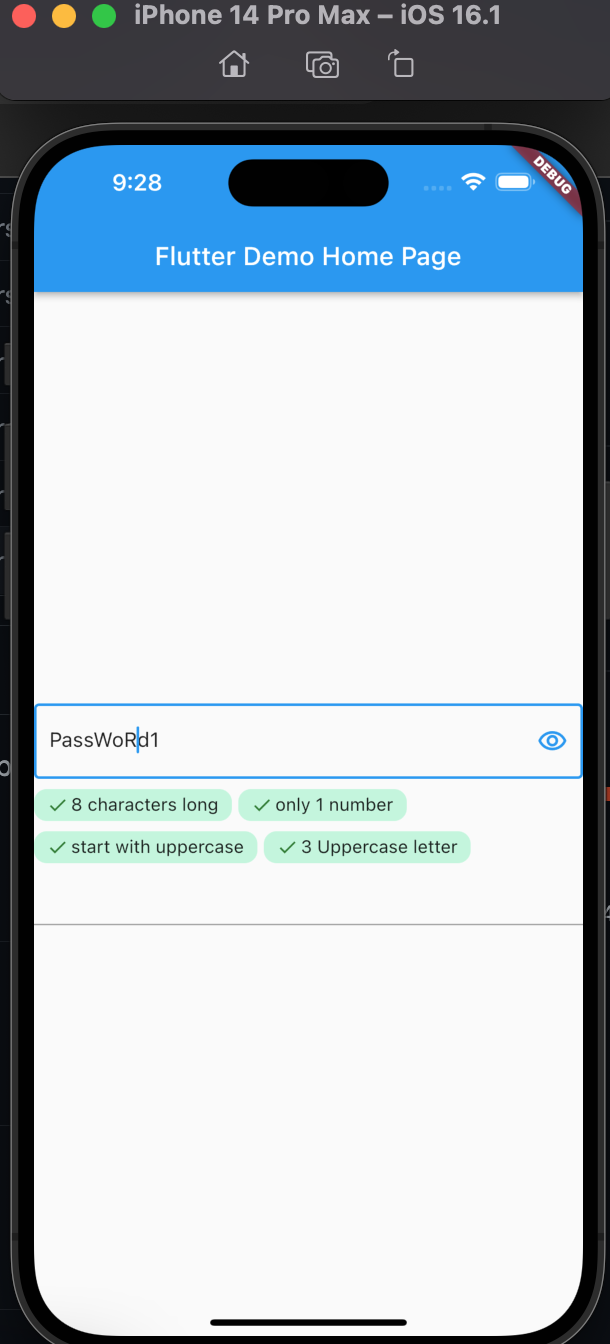 iPhone 14 Pro Max – iOS 16.1
9:28
DEBUG
Flutter Demo Home Page
PassWoRd1
8 characters long
only 1 number
start with uppercase
3 Uppercase letter